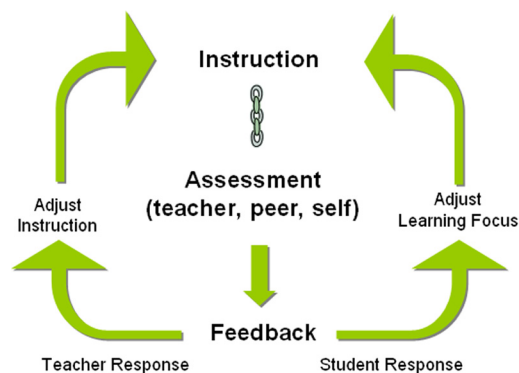 Instruction
Assessment
(teacher, peer, self)
Adjust
Instruction
Adjust
Learning Focus
Feedback
Teacher Response
Student Response